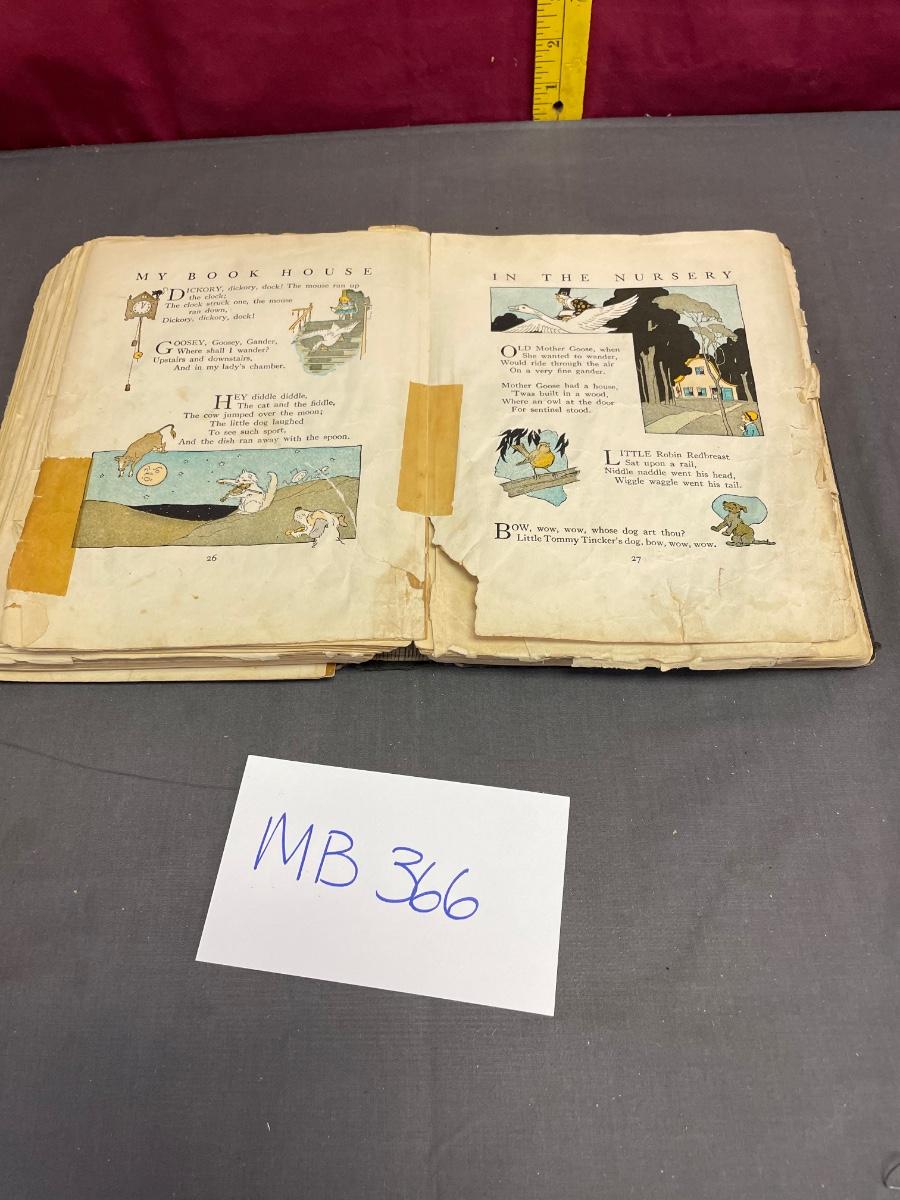 2
1
MY BOOK HOUSE
DICKORY, dickory, dock! The mouse ran up
the clock;
The clock struck one, the mouse
ran down,
Dickory, dickory, dock!
GOOSEY, Goosey, Gander,
Where shall I wander?
Upstairs and downstairs,
And in my lady's chamber.
HEY diddle diddle,
The cat and the fiddle,
The cow jumped over the moon;
The little dog laughed
To see such sport,
And the dish ran away with the spoon.
26
IN THE NURSERY
OLD Mother Goose, when
She wanted to wander,
Would ride through the air
On a very fine gander.
Mother Goose had a house,
'Twas built in a wood,
Where an owl at the door
For sentinel stood.
LITTLE Robin Redbreast
Sat upon a rail,
Niddle naddle went his head,
Wiggle waggle went his tail.
BOW, wow, wow, whose dog art thou?
Little Tommy Tincker's dog, bow, wow, wow.
27
MB 366